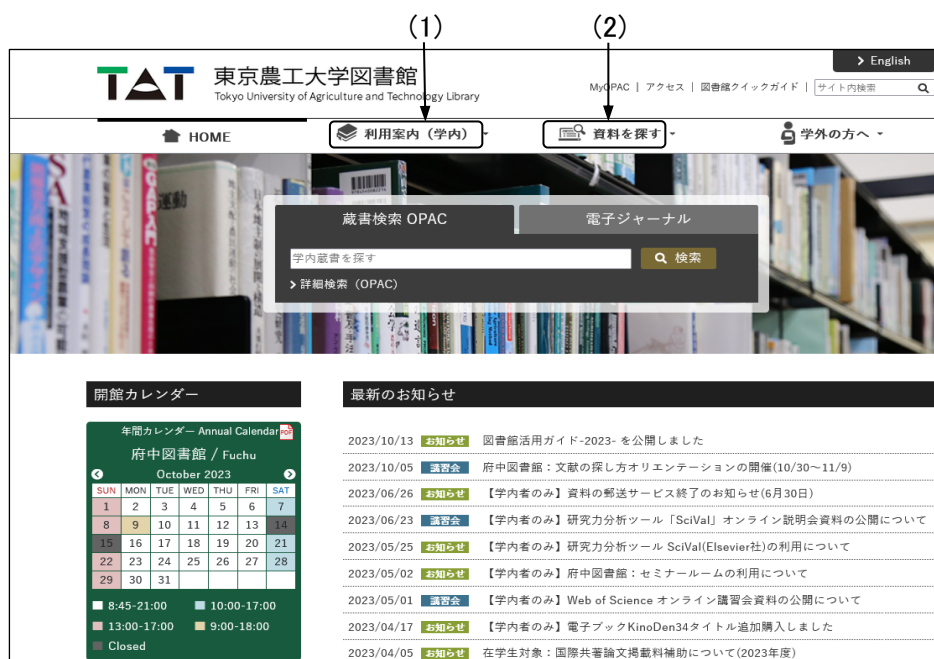 (1)
(2)
> English
TAT
東京農工大学図書館
Tokyo University of Agriculture and Technology Library
MyOPAC | アクセス | 図書館クイックガイド | サイト内検索
HOME
利用案内（学内）
資料を探す
学外の方へ
蔵書検索 OPAC
電子ジャーナル
学内蔵書を探す
検索
詳細検索（OPAC）
開館カレンダー
年間カレンダー Annual Calendar
PDF
府中図書館 / Fuchu
October 2023
SUN MON TUE WED THU FRI SAT
1 2 3 4 5 6 7
8 9 10 11 12 13 14
15 16 17 18 19 20 21
22 23 24 25 26 27 28
29 30 31
8:45-21:00
10:00-17:00
13:00-17:00
9:00-18:00
Closed
最新のお知らせ
2023/10/13 お知らせ 図書館活用ガイド-2023- を公開しました
2023/10/05 講習会 府中図書館：文献の探し方オリエンテーションの開催(10/30～11/9)
2023/06/26 お知らせ 【学内者のみ】資料の郵送サービス終了のお知らせ(6月30日)
2023/06/23 講習会 【学内者のみ】研究力分析ツール「SciVal」オンライン説明会資料の公開について
2023/05/25 お知らせ 【学内者のみ】研究力分析ツール SciVal(Elsevier社)の利用について
2023/05/02 お知らせ 【学内者のみ】府中図書館：セミナールームの利用について
2023/05/01 講習会 【学内者のみ】Web of Science オンライン講習会資料の公開について
2023/04/17 お知らせ 【学内者のみ】電子ブックKinoDen34タイトル追加購入しました
2023/04/05 お知らせ 在学生対象：国際共著論文掲載料補助について(2023年度)